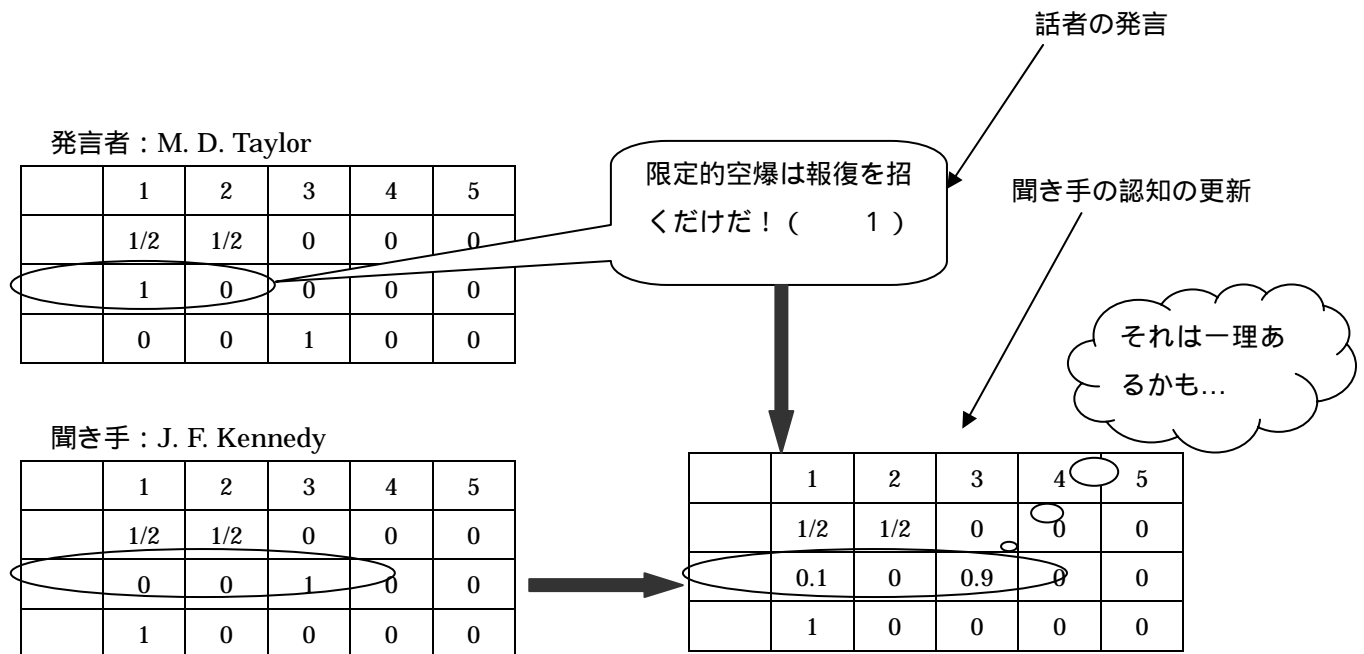 話者の発言
発言者：M. D. Taylor
1 2 3 4 5
1/2 1/2 0 0 0
1 0 0 0 0
0 0 1 0 0
限定的空爆は報復を招
くだけだ！(　　1 )
聞き手の認知の更新
それは一理あ
るかも…
聞き手：J. F. Kennedy
1 2 3 4 5
1/2 1/2 0 0 0
0 0 1 0 0
1 0 0 0 0
1 2 3 4 5
1/2 1/2 0 0 0
0.1 0 0.9 0 0
1 0 0 0 0